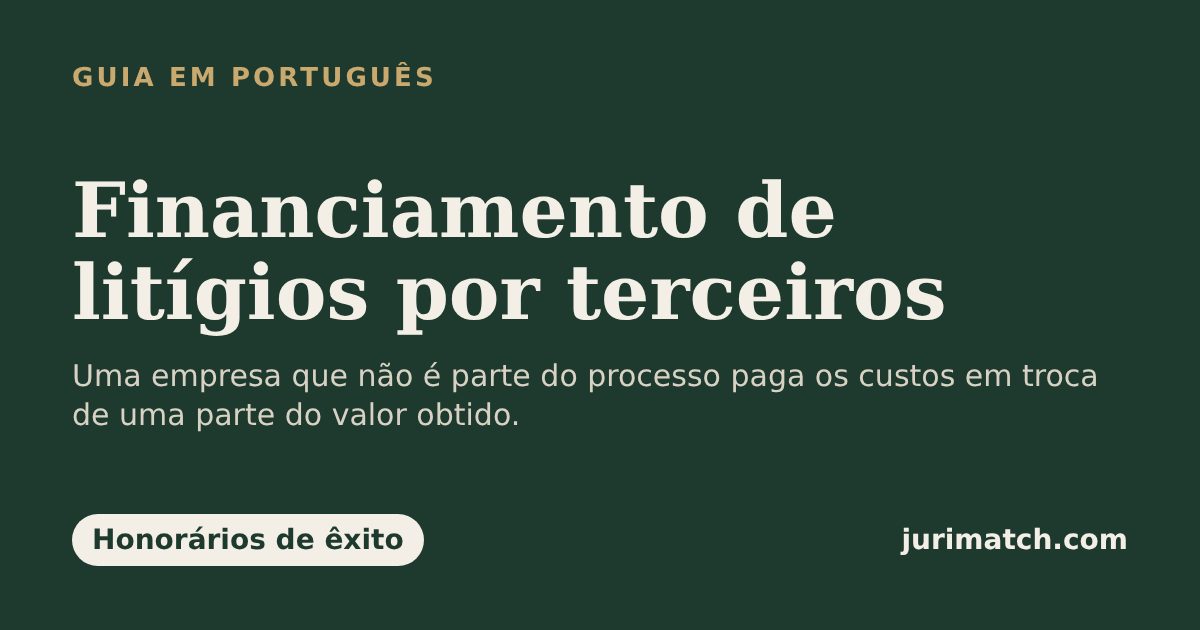 GUIA EM PORTUGUÊS
Financiamento de
litígios por terceiros
Uma empresa que não é parte do processo paga os custos em troca
de uma parte do valor obtido.
Honorários de êxito
jurimatch.com